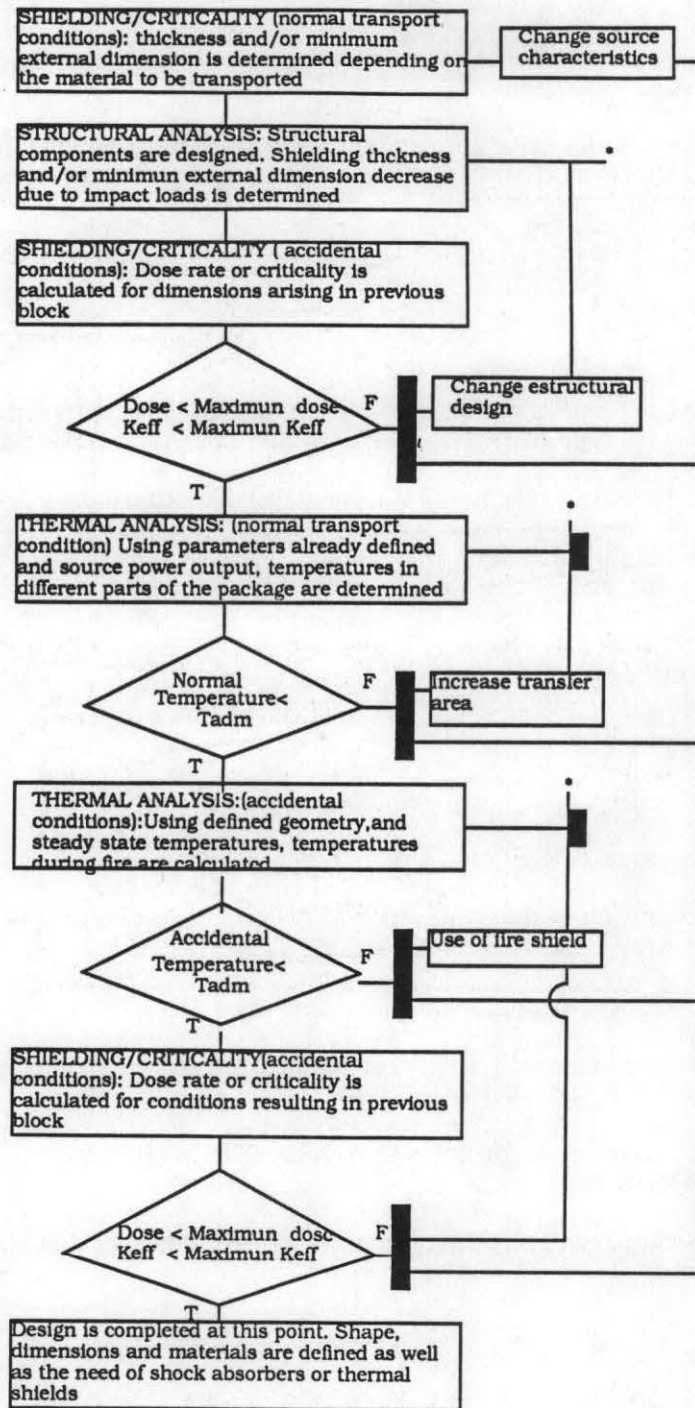 SHIELDING/CRITICALITY (normal transport
conditions): thickness and/or minimum
external dimension is determined depending on
the material to be transported
Change source
characteristics
STRUCTURAL ANALYSIS: Structural
components are designed. Shielding thckness
and/or minimun external dimension decrease
due to impact loads is determined
*
SHIELDING/CRITICALITY ( accidental
conditions): Dose rate or criticality is
calculated for dimensions arising in previous
block
Dose < Maximun dose
Keff < Maximun Keff
F
Change estructural
design
T
*
THERMAL ANALYSIS: (normal transport
condition) Using parameters already defined
and source power output, temperatures in
different parts of the package are determined
Normal
Temperature<
Tadm
F
Increase transfer
area
T
*
THERMAL ANALYSIS:(accidental
conditions):Using defined geometry,and
steady state temperatures, temperatures
during fire are calculated
Accidental
Temperature<
Tadm
F
Use of fire shield
T
SHIELDING/CRITICALITY(accidental
conditions): Dose rate or criticality is
calculated for conditions resulting in previous
block
Dose < Maximun dose
Keff < Maximun Keff
F
T
Design is completed at this point. Shape,
dimensions and materials are defined as well
as the need of shock absorbers or thermal
shields